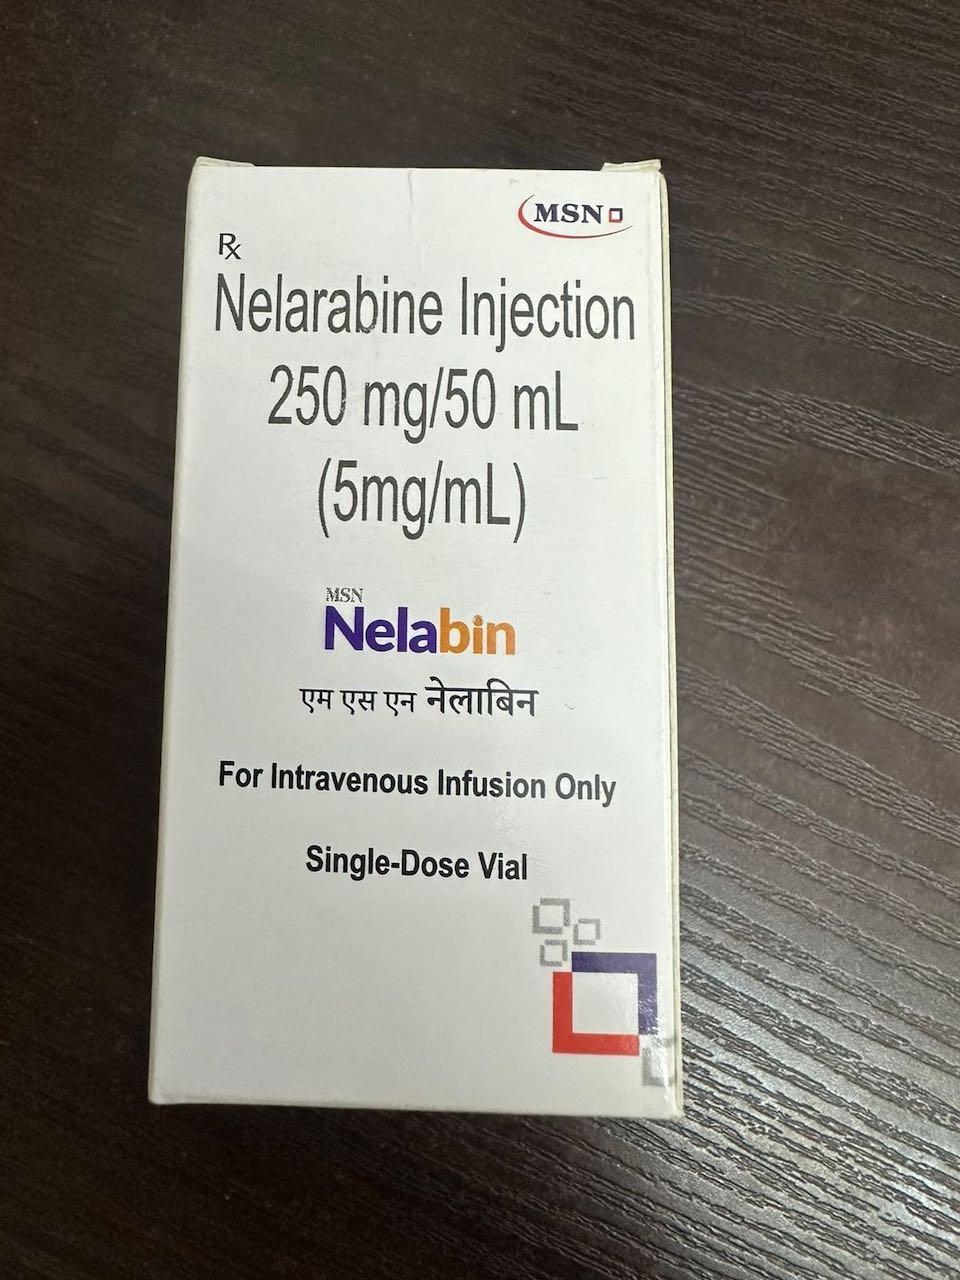 MSN
Rx
Nelarabine Injection
250 mg/50 mL
(5mg/mL)
MSN
Nelabin
एम एस एन नेलाबिन
For Intravenous Infusion Only
Single-Dose Vial